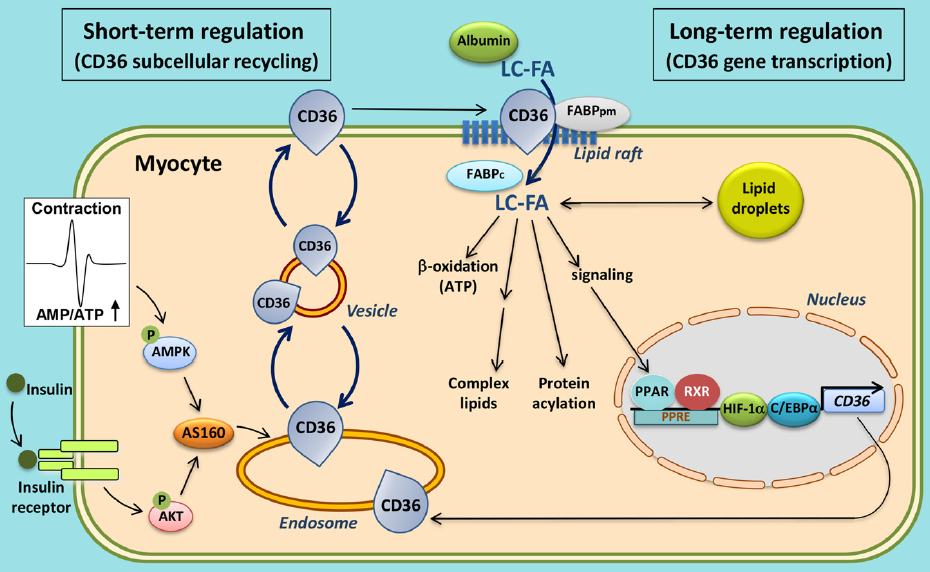 Short-term regulation
(CD36 subcellular recycling)
Long-term regulation
(CD36 gene transcription)
Albumin
LC-FA
CD36
CD36
FABPpm
Lipid raft
Myocyte
FABPc
LC-FA
Lipid
droplets
Contraction
AMP/ATP
CD36
CD36
Vesicle
β-oxidation
(ATP)
signaling
Nucleus
P
AMPK
Complex
lipids
Protein
acylation
PPAR
RXR
PPRE
HIF-1α
C/EBPα
CD36
Insulin
AS160
CD36
Insulin
receptor
P
AKT
Endosome
CD36